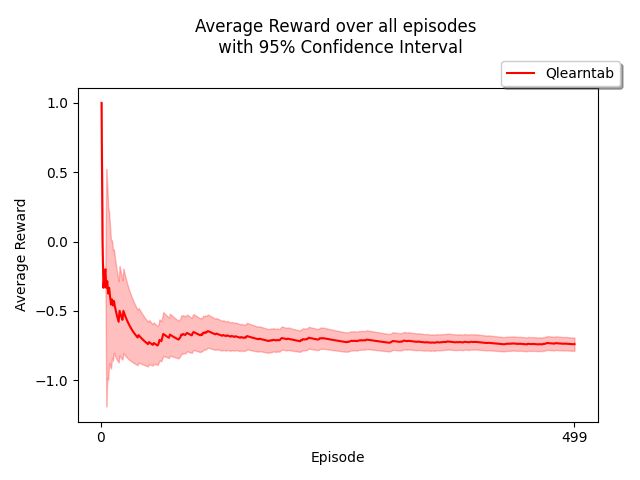 Average Reward over all episodes
with 95% Confidence Interval
Qlearntab
1.0
0.5
0.0
−0.5
−1.0
Average Reward
0
499
Episode